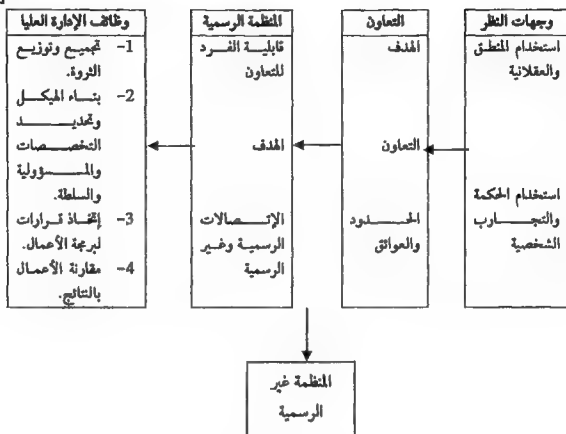 وجهات النظر
استخدام المنطق
والعقلانية
استخدام الحكمة
والتجارب
الشخصية
التعاون
الهدف
التعاون
الحدود
والعوائق
المنظمة الرسمية
قابلية الفرد
للتعاون
الهدف
الإتصالات
الرسمية وغير
الرسمية
وظائف الإدارة العليا
1- تجميع وتوزيع
الثروة.
2- بناء الهيكل
وتحديد
التخصصات
والمسؤولية
والسلطة.
3- إتخاذ قرارات
لبرمجة الأعمال.
4- مقارنة الأعمال
بالنتائج.
المنظمة غير
الرسمية